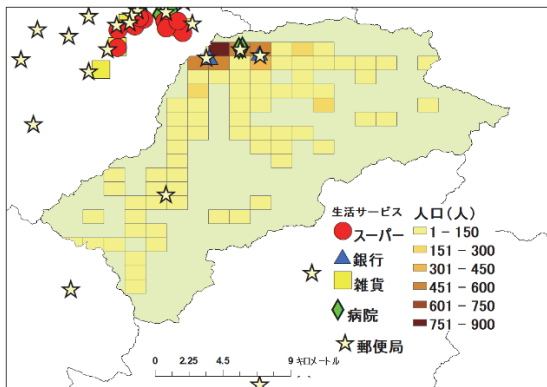 生活サービス
スーパー
銀行
雑貨
病院
郵便局
人口(人)
1 - 150
151 - 300
301 - 450
451 - 600
601 - 750
751 - 900
0 2.25 4.5 9 キロメートル